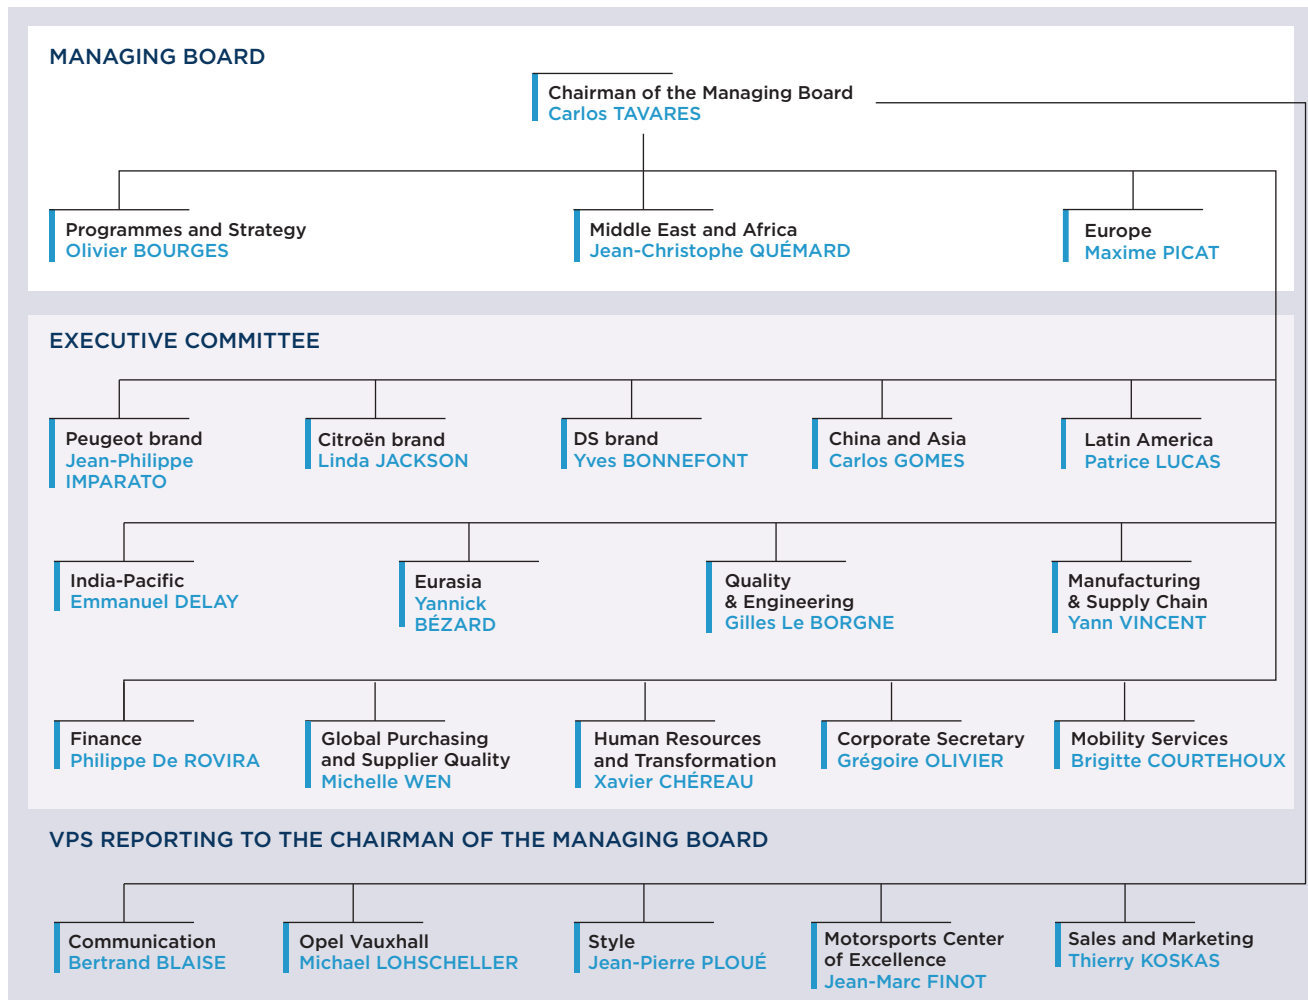 MANAGING BOARD
Chairman of the Managing Board
Carlos TAVARES
Programmes and Strategy
Olivier BOURGES
Middle East and Africa
Jean-Christophe QUÉMARD
Europe
Maxime PICAT
EXECUTIVE COMMITTEE
Peugeot brand
Jean-Philippe
IMPARATO
Citroën brand
Linda JACKSON
DS brand
Yves BONNEFONT
China and Asia
Carlos GOMES
Latin America
Patrice LUCAS
India-Pacific
Emmanuel DELAY
Eurasia
Yannick
BÉZARD
Quality
& Engineering
Gilles Le BORGNE
Manufacturing
& Supply Chain
Yann VINCENT
Finance
Philippe De ROVIRA
Global Purchasing
and Supplier Quality
Michelle WEN
Human Resources
and Transformation
Xavier CHÉREAU
Corporate Secretary
Grégoire OLIVIER
Mobility Services
Brigitte COURTEHOUX
VPS REPORTING TO THE CHAIRMAN OF THE MANAGING BOARD
Communication
Bertrand BLAISE
Opel Vauxhall
Michael LOHSCHELLER
Style
Jean-Pierre PLOUÉ
Motorsports Center
of Excellence
Jean-Marc FINOT
Sales and Marketing
Thierry KOSKAS